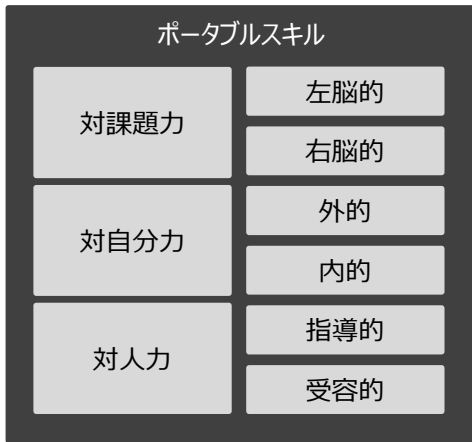 ポータブルスキル
対課題力
左脳的
右脳的
対自分力
外的
内的
対人力
指導的
受容的